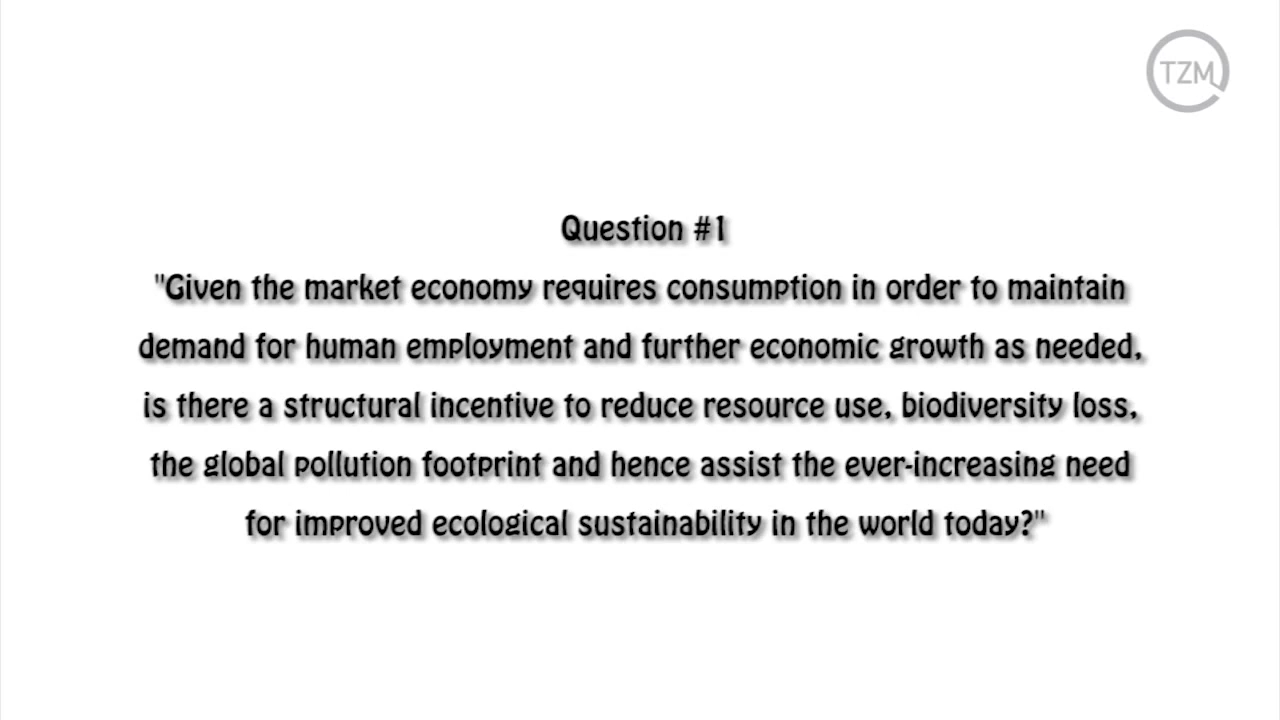 TZM
Question #1
"Given the market economy requires consumption in order to maintain
demand for human employment and further economic growth as needed,
is there a structural incentive to reduce resource use, biodiversity loss,
the global pollution footprint and hence assist the ever-increasing need
for improved ecological sustainability in the world today?"